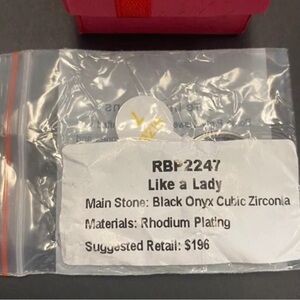 RBP2247
Like a Lady
Main Stone: Black Onyx Cubic Zirconia
Materials: Rhodium Plating
Suggested Retail: $196